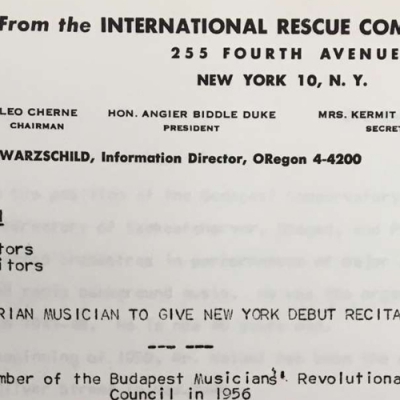 From the INTERNATIONAL RESCUE COM
255 FOURTH AVENUE
NEW YORK 10, N. Y.
LEO CHERNE HON. ANGIER BIDDLE DUKE MRS. KERMIT
CHAIRMAN PRESIDENT SECRE
WARZSCHILD, Information Director, ORegon 4-4200
tors
itors
RIAN MUSICIAN TO GIVE NEW YORK DEBUT RECITA
mber of the Budapest Musicians' Revolutional
Council in 1956